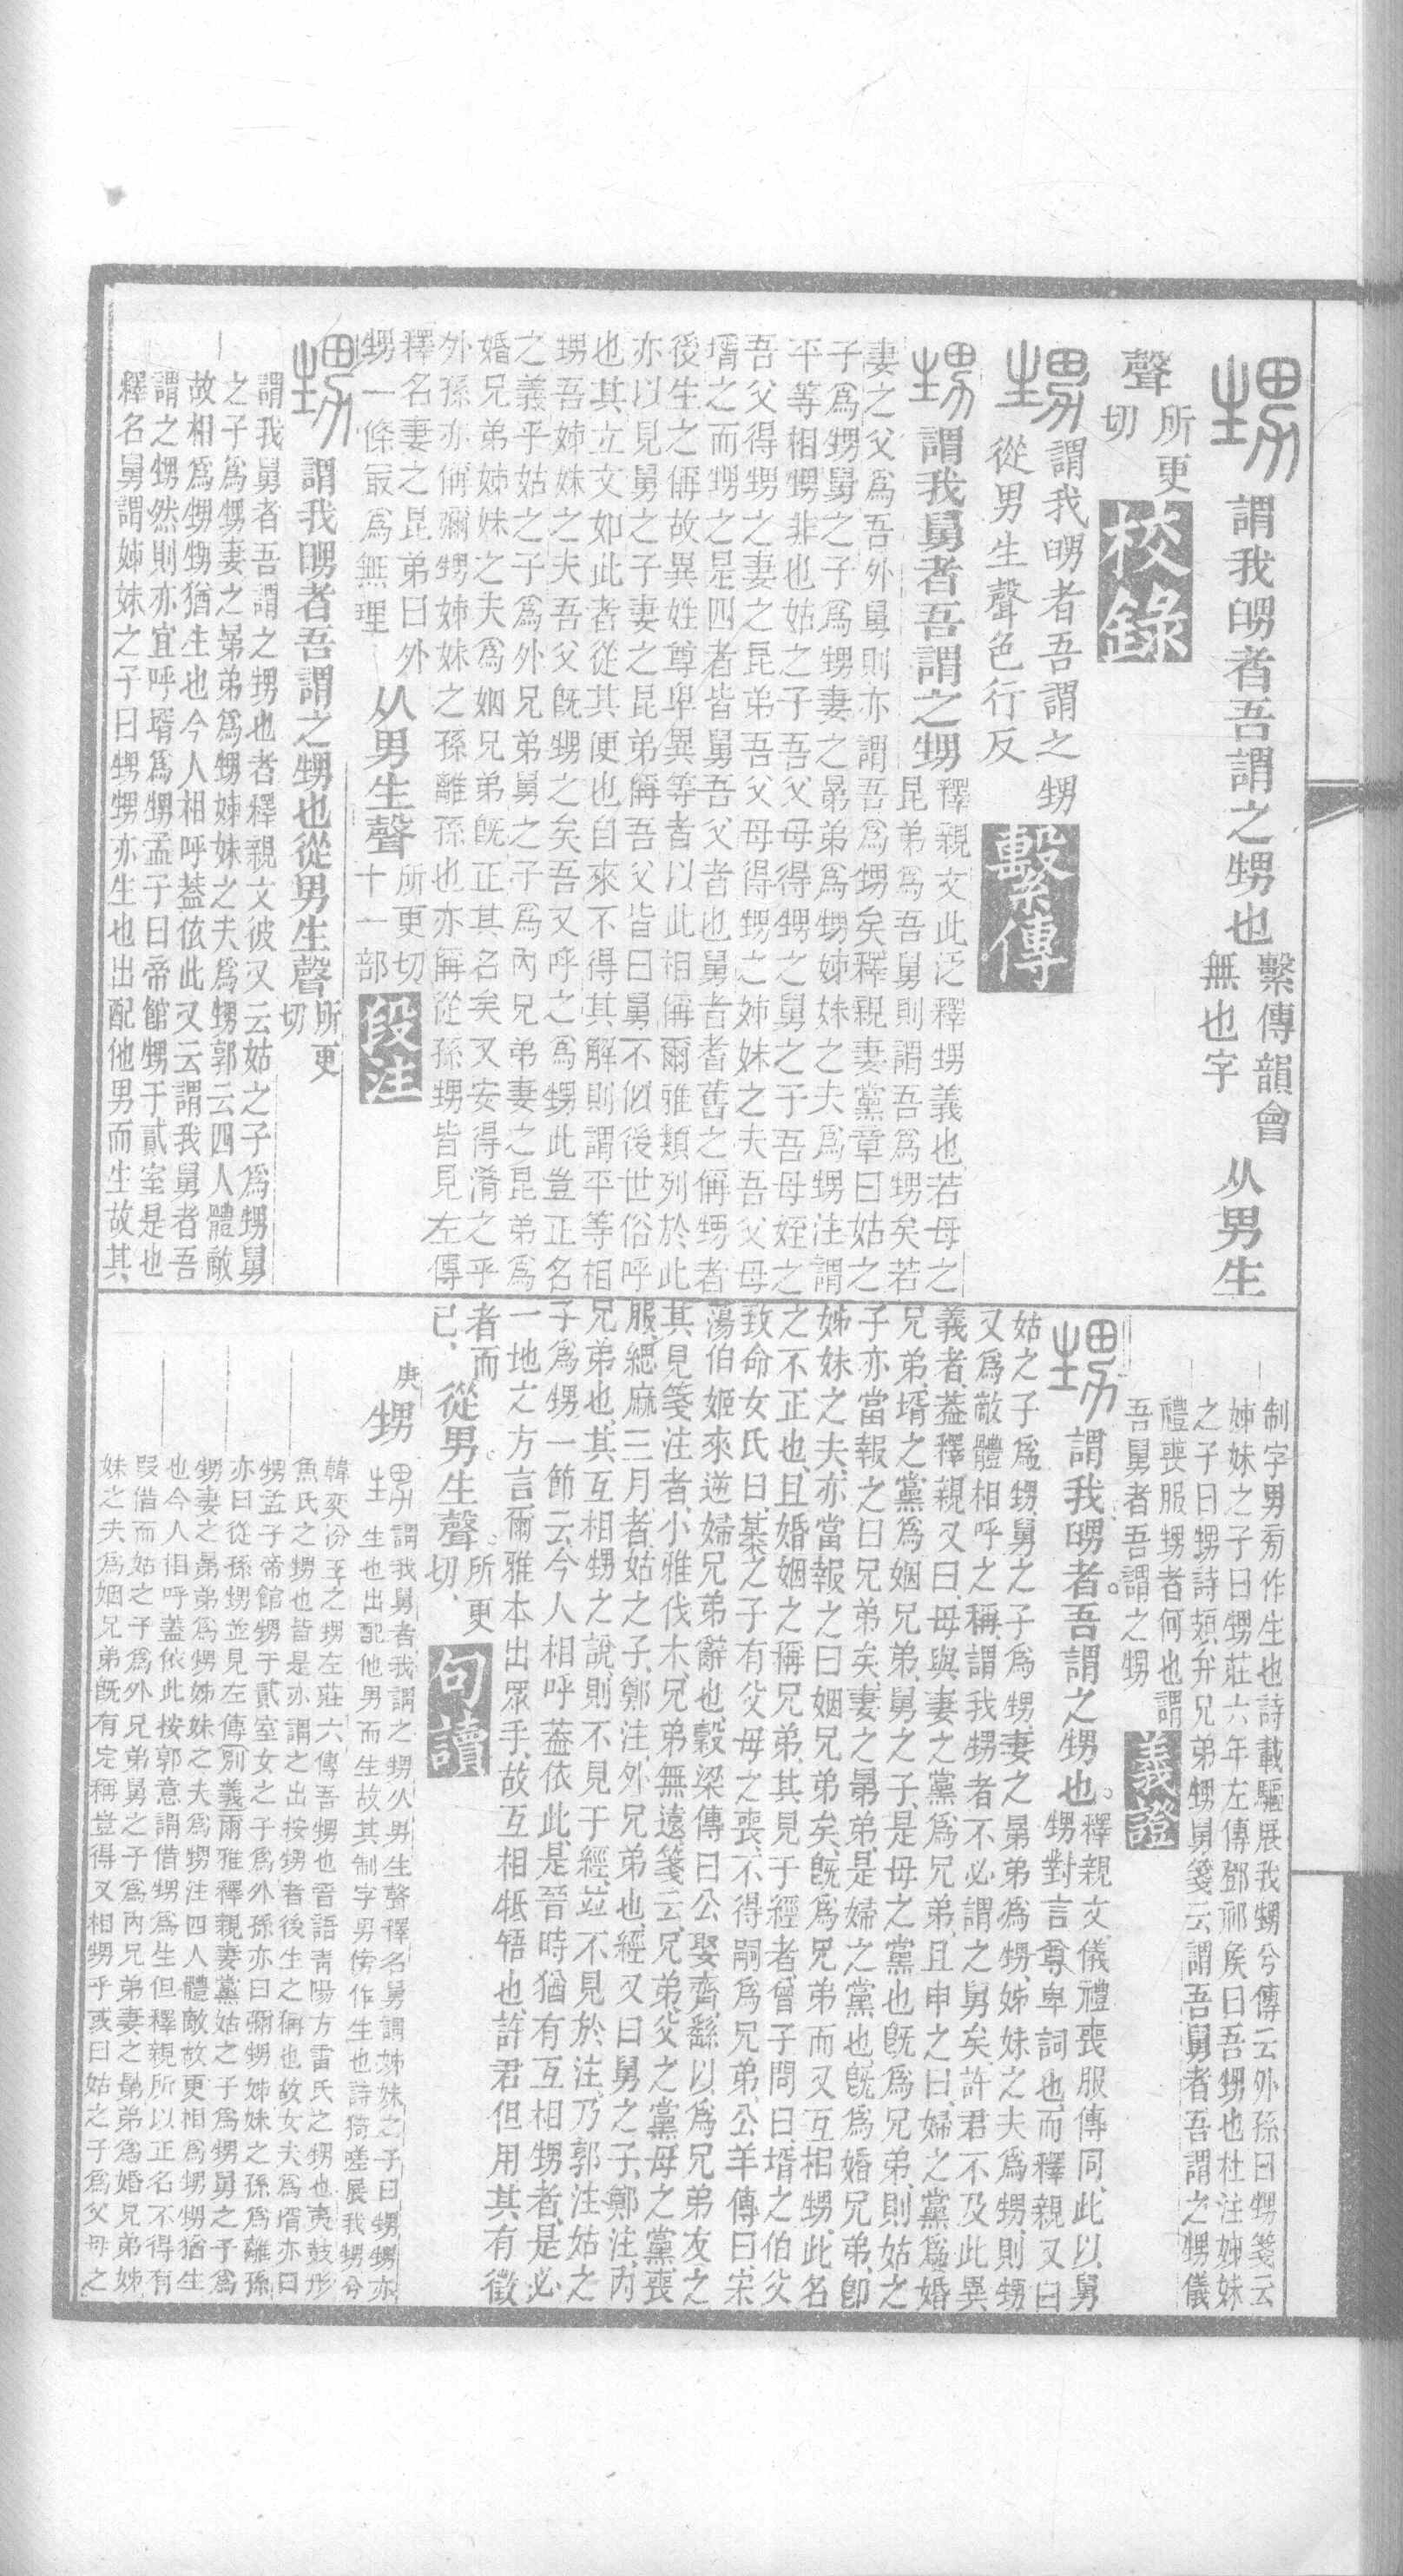 甥 謂我㽒者吾謂之甥也
繫傳韻會
無也字
从男生
聲
所更
切
校錄
甥 謂我㽒者吾謂之甥
從男生聲色行反
繫傳
甥 謂我舅者吾謂之甥
釋親文此泛釋甥義也若母之
昆弟爲吾舅則謂吾爲甥矣若
妻之父爲吾外舅則亦謂吾爲甥矣釋親妻黨章曰姑之
子爲甥舅之子爲甥妻之晜弟爲甥姊妹之夫爲甥注謂
平等相甥非也姑之子吾父母得甥之舅之子吾母姪之
吾父得甥之妻之昆弟吾父母得甥之姊妹之夫吾父母
壻之而甥之是四者皆舅吾父者也舅者耆舊之偁甥者
後生之偁故異姓尊卑異等者以此相偁爾雅類列於此
亦以見舅之子妻之昆弟偁吾父皆曰舅不似後世俗呼
也其立文如此者從其便也自來不得其解則謂平等相
甥吾姊妹之夫吾父旣甥之矣吾又呼之爲甥此豈正名
之義乎姑之子爲外兄弟舅之子爲內兄弟妻之昆弟爲
婚兄弟姊妹之夫爲姻兄弟旣正其名矣又安得淆之乎
外孫亦偁彌甥姊妹之孫離孫也亦偁從孫甥皆見左傳
釋名妻之昆弟曰外
甥一條㝡爲無理
从男生聲
所更切
十一部
段注
甥 謂我㽒者吾謂之甥也從男生聲
所更
切
謂我舅者吾謂之甥也者釋親文彼又云姑之子爲甥舅
之子爲甥妻之晜弟爲甥姊妹之夫爲甥郭云四人體敵
故相爲甥甥猶生也今人相呼葢依此又云謂我舅者吾
謂之甥然則亦宜呼壻爲甥孟子曰帝館甥于貳室是也
釋名舅謂姊妹之子曰甥甥亦生也出配他男而生故其
制字男㫄作生也詩載驅展我甥兮傳云外孫曰甥箋云
姊妹之子曰甥莊六年左傳鄧祁侯曰吾甥也杜注姊妹
之子曰甥詩頍弁兄弟甥舅箋云謂吾舅者吾謂之甥儀
禮喪服甥者何也謂
吾舅者吾謂之甥
義證
甥 謂我㽒者。吾謂之甥也。
釋親文、儀禮喪服傳同、此以舅
甥對言、尊卑詞也、而釋親又曰
姑之子爲甥、舅之子爲甥、妻之晜弟爲甥、姊妹之夫爲甥、則甥
又爲敵體相呼之稱、謂我甥者不必謂之舅矣、許君不及此異
義者、葢釋親又曰、母與妻之黨、爲兄弟、且申之曰、婦之黨爲婚
兄弟、壻之黨爲姻兄弟、舅之子、是母之黨也、旣爲兄弟、則姑之
子亦當報之曰兄弟矣、妻之晜弟、是婦之黨也、旣爲婚兄弟、卽
姊妹之夫、亦當報之曰姻兄弟矣、旣爲兄弟而又互相甥、此名
之不正也、且婚姻之稱兄弟、其見于經者、曾子問曰、壻之伯父
致命女氏曰、某之子有父母之喪、不得嗣爲兄弟、公羊傳曰、宋
蕩伯姬來逆婦、兄弟辭也、穀梁傳曰、公娶齊、繇以爲兄弟友之
其見箋注者、小雅伐木、兄弟無遠、箋云、兄弟、父之黨、母之黨、喪
服、緦麻三月者、姑之子、鄭注、外兄弟也、經又曰、舅之子、鄭注、內
兄弟也、其互相甥之說、則不見于經、竝不見於注、乃郭注姑之
子爲甥一節云、今人相呼葢依此、是晉時猶有互相甥者、是必
一地之方言、爾雅本出眾手、故互相牴牾也、許君但用其有徵
者而
已、
從男生聲。
所更
切、
句讀
庚
甥
謂我舅者、我謂之甥、从男生聲、釋名、舅謂姊妹之子曰甥、甥亦
生也、出配他男而生、故其制字男傍作生也、詩猗嗟、展我甥兮
韓奕、汾王之甥、左莊六傳、吾甥也、晉語、青陽方雷氏之甥也、夷鼓、彤
魚氏之甥也、皆是、亦謂之出、按甥者後生之稱也、故女夫爲壻亦曰
甥、孟子、帝館甥于貳室、女之子爲外孫、亦曰彌甥、姊妹之孫爲離孫
亦曰從孫甥、並見左傳、別義、爾雅釋親、妻黨、姑之子爲甥、舅之子爲
甥、妻之晜弟爲甥、姊妹之夫爲甥、注、四人體敵、故更相爲甥、甥猶生
也、今人相呼蓋依此、按郭意謂借甥爲生、但釋親所以正名、不得有
叚借、而姑之子爲外兄弟、舅之子爲內兄弟、妻之晜弟爲婚兄弟、姊
妹之夫爲姻兄弟、旣有定稱、豈得又相甥乎、或曰、姑之子爲父母之